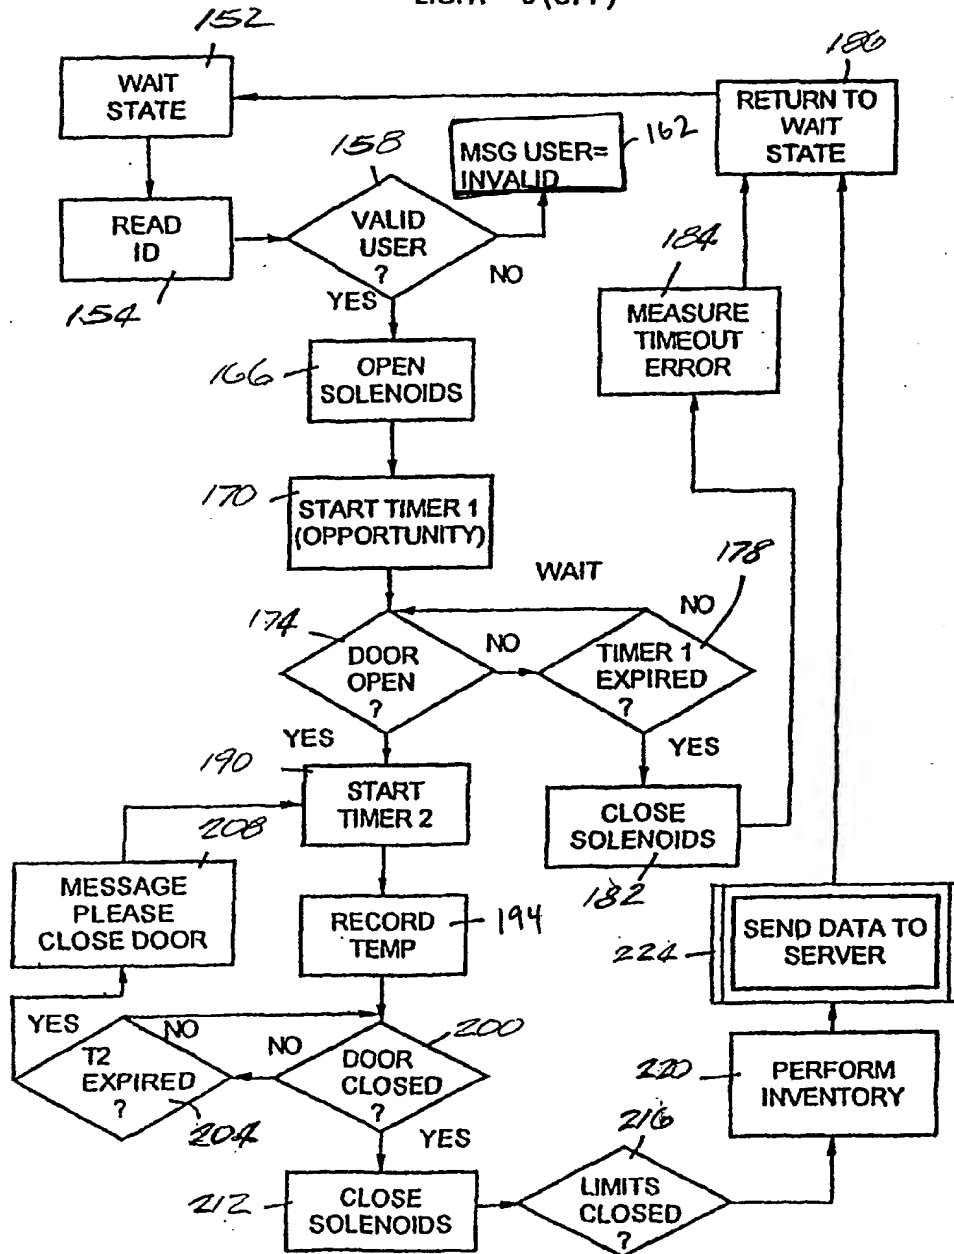 152
186
WAIT
STATE
RETURN TO
WAIT
STATE
158
MSG USER=
INVALID
162
READ
ID
154
VALID
USER
?
NO
YES
184
MEASURE
TIMEOUT
ERROR
166
OPEN
SOLENOIDS
170
START TIMER 1
(OPPORTUNITY)
WAIT
178
174
DOOR
OPEN
?
NO
NO
TIMER 1
EXPIRED
?
YES
YES
190
START
TIMER 2
CLOSE
SOLENOIDS
182
208
MESSAGE
PLEASE
CLOSE DOOR
RECORD
TEMP
194
224
SEND DATA TO
SERVER
YES
NO
T2
EXPIRED
?
204
NO
DOOR
CLOSED
?
200
YES
220
PERFORM
INVENTORY
216
212
CLOSE
SOLENOIDS
LIMITS
CLOSED
?